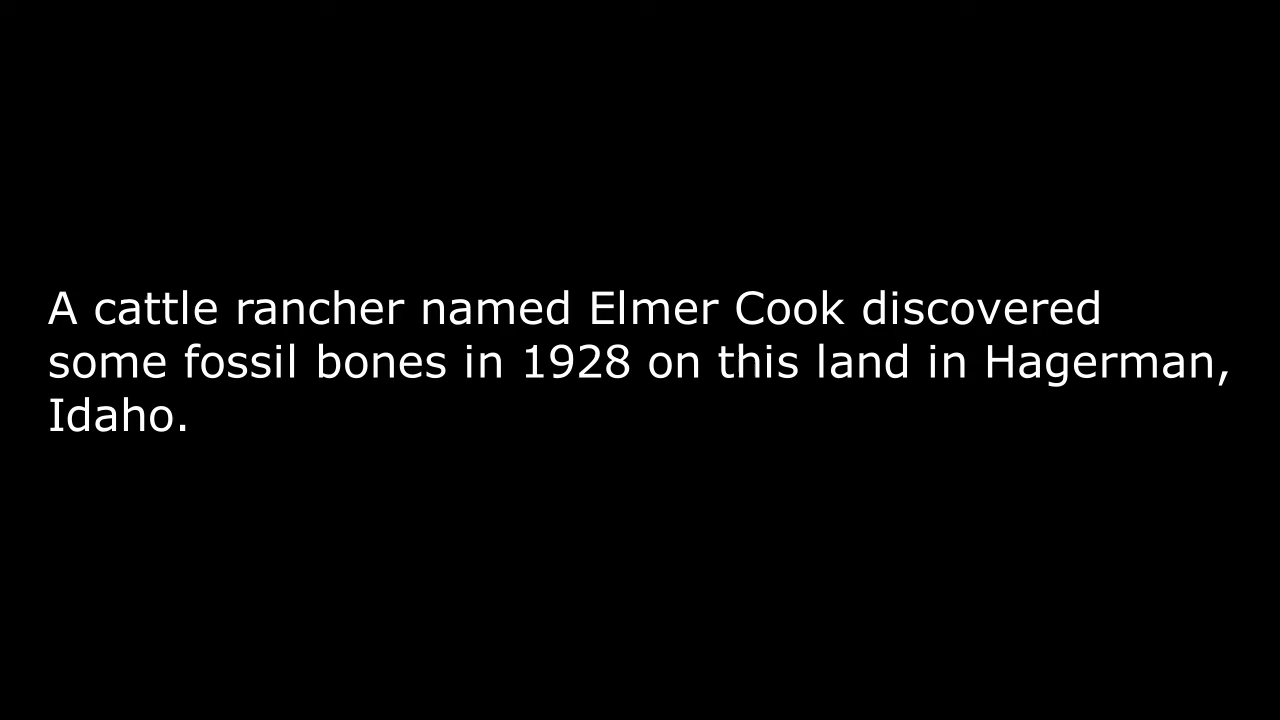 A cattle rancher named Elmer Cook discovered
some fossil bones in 1928 on this land in Hagerman,
Idaho.